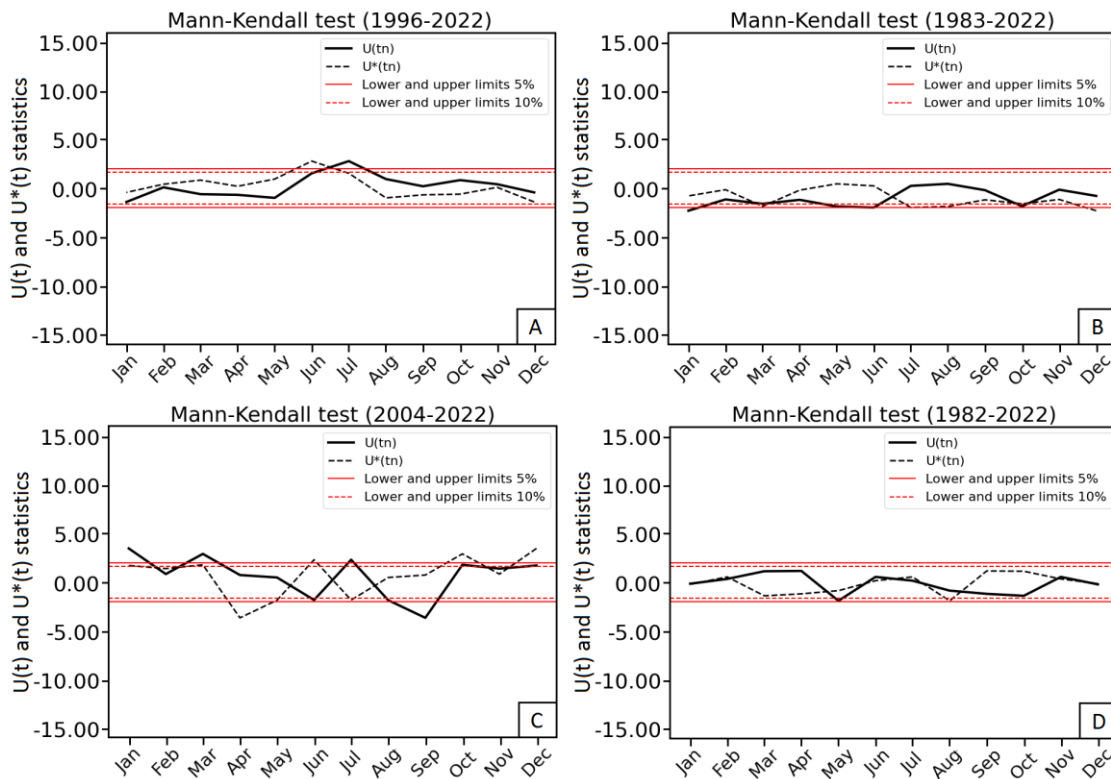 Mann-Kendall test (1996-2022)
U(t) and U*(t) statistics
15.00
10.00
5.00
0.00
-5.00
-10.00
-15.00
U(tn)
U*(tn)
Lower and upper limits 5%
Lower and upper limits 10%
A
Jan Feb Mar Apr May Jun Jul Aug Sep Oct Nov Dec
Mann-Kendall test (1983-2022)
U(t) and U*(t) statistics
15.00
10.00
5.00
0.00
-5.00
-10.00
-15.00
U(tn)
U*(tn)
Lower and upper limits 5%
Lower and upper limits 10%
B
Jan Feb Mar Apr May Jun Jul Aug Sep Oct Nov Dec
Mann-Kendall test (2004-2022)
U(t) and U*(t) statistics
15.00
10.00
5.00
0.00
-5.00
-10.00
-15.00
U(tn)
U*(tn)
Lower and upper limits 5%
Lower and upper limits 10%
C
Jan Feb Mar Apr May Jun Jul Aug Sep Oct Nov Dec
Mann-Kendall test (1982-2022)
U(t) and U*(t) statistics
15.00
10.00
5.00
0.00
-5.00
-10.00
-15.00
U(tn)
U*(tn)
Lower and upper limits 5%
Lower and upper limits 10%
D
Jan Feb Mar Apr May Jun Jul Aug Sep Oct Nov Dec